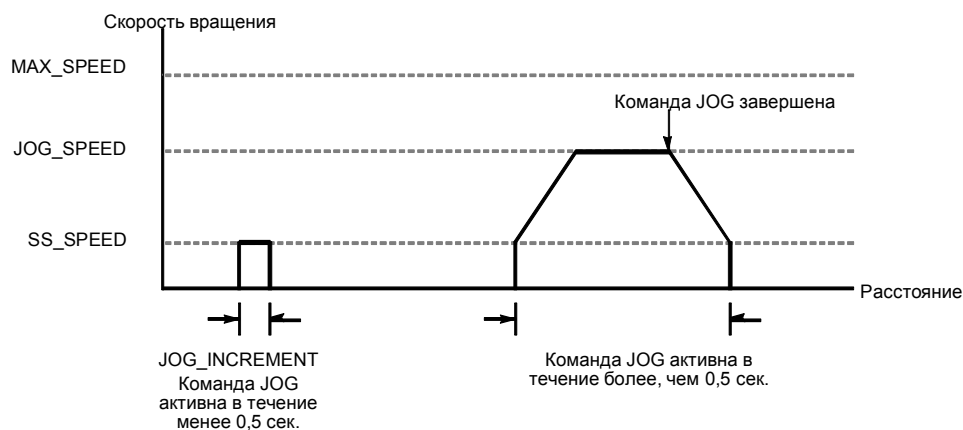 Скорость вращения
MAX_SPEED
Команда JOG завершена
JOG_SPEED
SS_SPEED
Расстояние
JOG_INCREMENT
Команда JOG
активна в течение
менее 0,5 сек.
Команда JOG активна в
течение более, чем 0,5 сек.